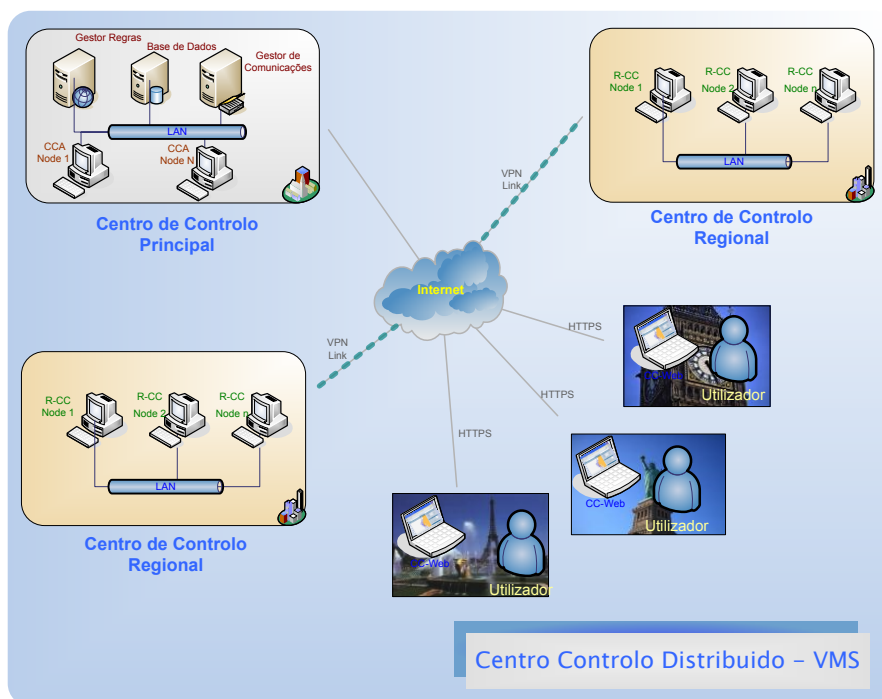 Gestor Regras
Base de Dados
Gestor de
Comunicações
LAN
CCA
Node 1
CCA
Node N
Centro de Controlo
Principal
R-CC
Node 1
R-CC
Node 2
R-CC
Node n
LAN
Centro de Controlo
Regional
VPN
Link
Internet
VPN
Link
HTTPS
HTTPS
HTTPS
CC-Web
Utilizador
CC-Web
Utilizador
CC-Web
Utilizador
R-CC
Node 1
R-CC
Node 2
R-CC
Node n
LAN
Centro de Controlo
Regional
Centro Controlo Distribuido – VMS